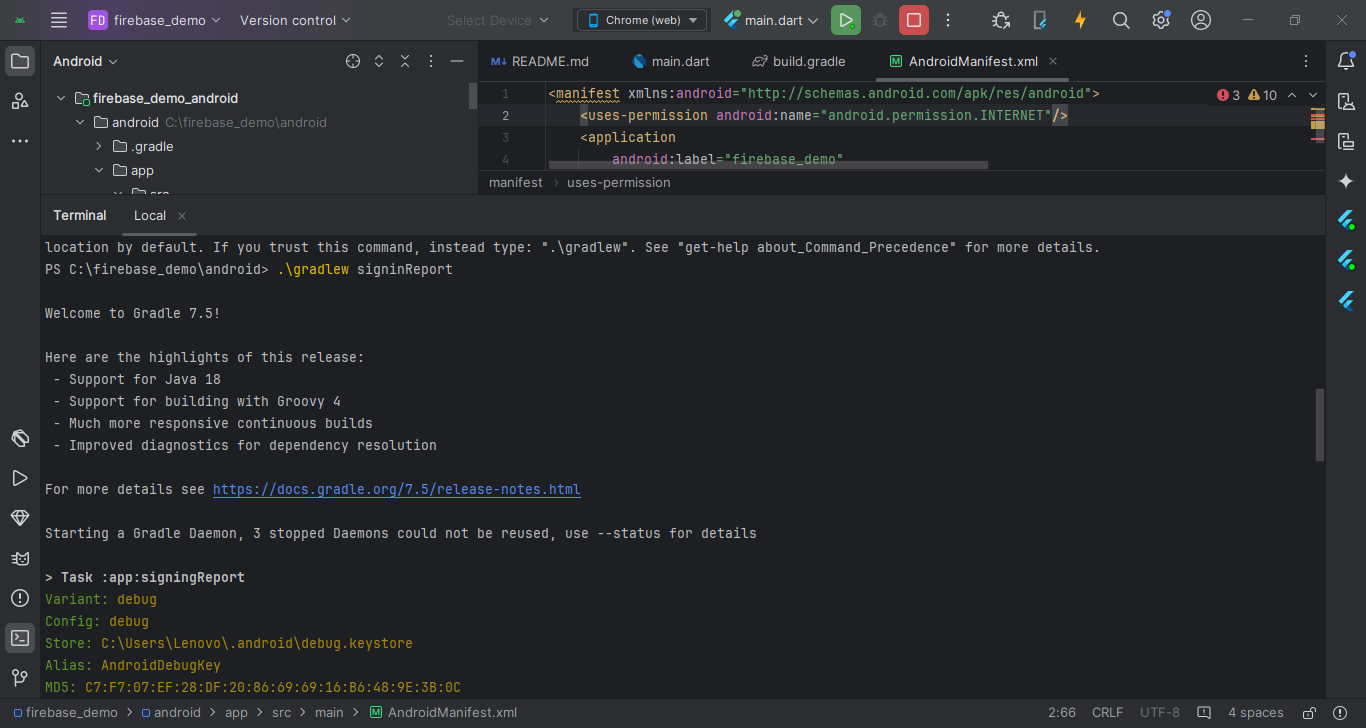 FD firebase_demo Version control Select Device Chrome (web) main.dart
Android
README.md main.dart build.gradle AndroidManifest.xml
firebase_demo_android
android C:\firebase_demo\android
.gradle
app
src
1 <manifest xmlns:android="http://schemas.android.com/apk/res/android"> 3 10
2 <uses-permission android:name="android.permission.INTERNET"/>
3 <application
4 android:label="firebase_demo"
manifest › uses-permission
Terminal Local
location by default. If you trust this command, instead type: ".\gradlew". See "get-help about_Command_Precedence" for more details.
PS C:\firebase_demo\android> .\gradlew signinReport
Welcome to Gradle 7.5!
Here are the highlights of this release:
- Support for Java 18
- Support for building with Groovy 4
- Much more responsive continuous builds
- Improved diagnostics for dependency resolution
For more details see https://docs.gradle.org/7.5/release-notes.html
Starting a Gradle Daemon, 3 stopped Daemons could not be reused, use --status for details
> Task :app:signingReport
Variant: debug
Config: debug
Store: C:\Users\Lenovo\.android\debug.keystore
Alias: AndroidDebugKey
MD5: C7:F7:07:EF:28:DF:20:86:69:69:16:B6:48:9E:3B:0C
firebase_demo › android › app › src › main › AndroidManifest.xml 2:66 CRLF UTF-8 4 spaces